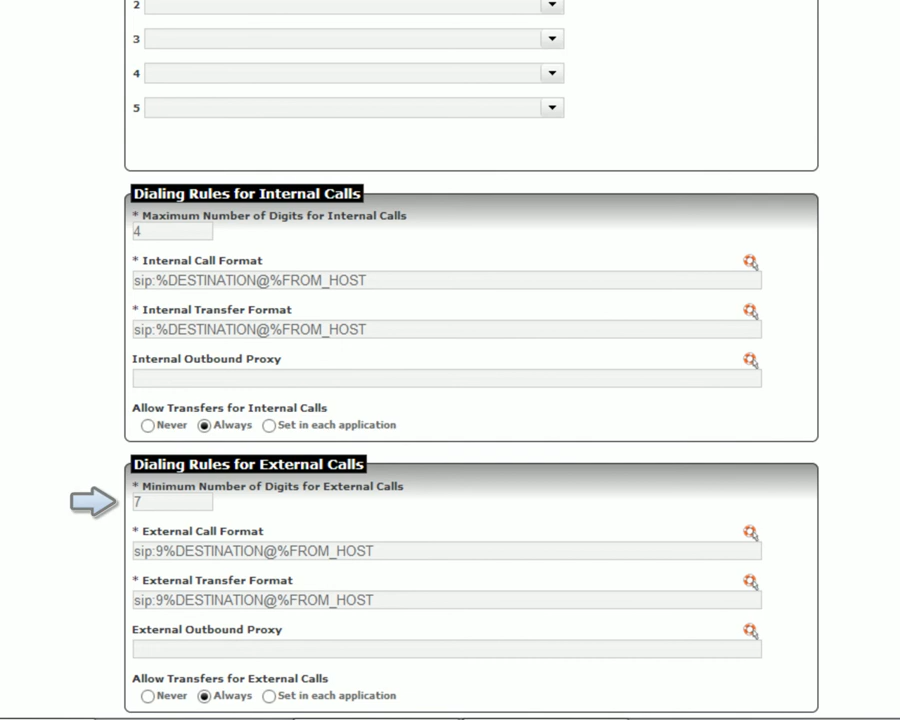 2
3
4
5
Dialing Rules for Internal Calls
* Maximum Number of Digits for Internal Calls
4
* Internal Call Format
sip:%DESTINATION@%FROM_HOST
* Internal Transfer Format
sip:%DESTINATION@%FROM_HOST
Internal Outbound Proxy
Allow Transfers for Internal Calls
Never Always Set in each application
Dialing Rules for External Calls
* Minimum Number of Digits for External Calls
7
* External Call Format
sip:9%DESTINATION@%FROM_HOST
* External Transfer Format
sip:9%DESTINATION@%FROM_HOST
External Outbound Proxy
Allow Transfers for External Calls
Never Always Set in each application